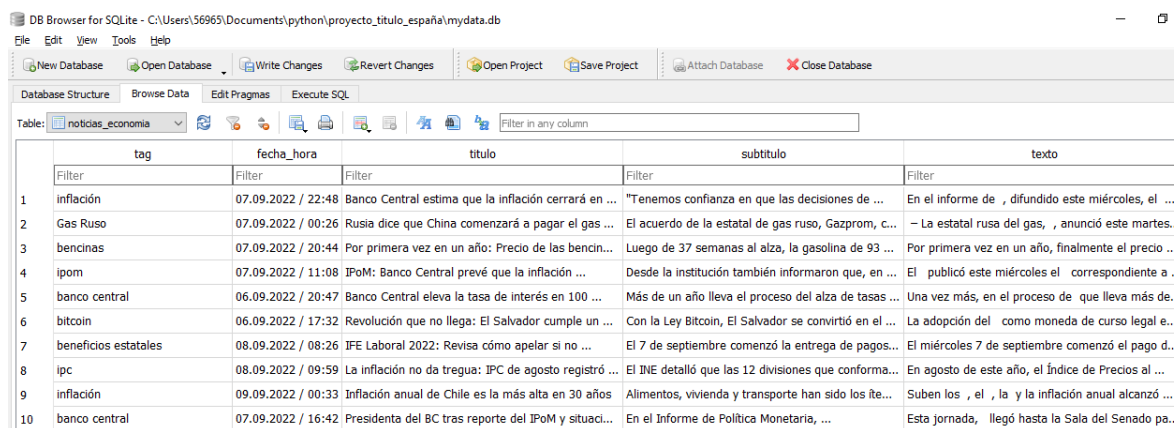 DB Browser for SQLite - C:\Users\56965\Documents\python\proyecto_titulo_españa\mydata.db
File Edit View Tools Help
New Database Open Database Write Changes Revert Changes Open Project Save Project Attach Database Close Database
Database Structure Browse Data Edit Pragmas Execute SQL
Table: noticias_economia Filter in any column
tag fecha_hora titulo subtitulo texto
Filter Filter Filter Filter Filter
1 inflación 07.09.2022 / 22:48 Banco Central estima que la inflación cerrará en ... "Tenemos confianza en que las decisiones de ... En el informe de , difundido este miércoles, el ...
2 Gas Ruso 07.09.2022 / 00:26 Rusia dice que China comenzará a pagar el gas ... El acuerdo de la estatal de gas ruso, Gazprom, c... – La estatal rusa del gas, , anunció este martes...
3 bencinas 07.09.2022 / 20:44 Por primera vez en un año: Precio de las bencin... Luego de 37 semanas al alza, la gasolina de 93 ... Por primera vez en un año, finalmente el precio ...
4 ipom 07.09.2022 / 11:08 IPoM: Banco Central prevé que la inflación ... Desde la institución también informaron que, en ... El publicó este miércoles el correspondiente a ...
5 banco central 06.09.2022 / 20:47 Banco Central eleva la tasa de interés en 100 ... Más de un año lleva el proceso del alza de tasas ... Una vez más, en el proceso de que lleva más de...
6 bitcoin 06.09.2022 / 17:32 Revolución que no llega: El Salvador cumple un ... Con la Ley Bitcoin, El Salvador se convirtió en el ... La adopción del como moneda de curso legal e...
7 beneficios estatales 08.09.2022 / 08:26 IFE Laboral 2022: Revisa cómo apelar si no ... El 7 de septiembre comenzó la entrega de pagos... El miércoles 7 de septiembre comenzó el pago d...
8 ipc 08.09.2022 / 09:59 La inflación no da tregua: IPC de agosto registró ... El INE detalló que las 12 divisiones que conforma... En agosto de este año, el Índice de Precios al ...
9 inflación 09.09.2022 / 00:33 Inflación anual de Chile es la más alta en 30 años Alimentos, vivienda y transporte han sido los íte... Suben los , el , la y la inflación anual alcanzó ...
10 banco central 07.09.2022 / 16:42 Presidenta del BC tras reporte del IPoM y situaci... En el Informe de Política Monetaria, ... Esta jornada, llegó hasta la Sala del Senado pa...